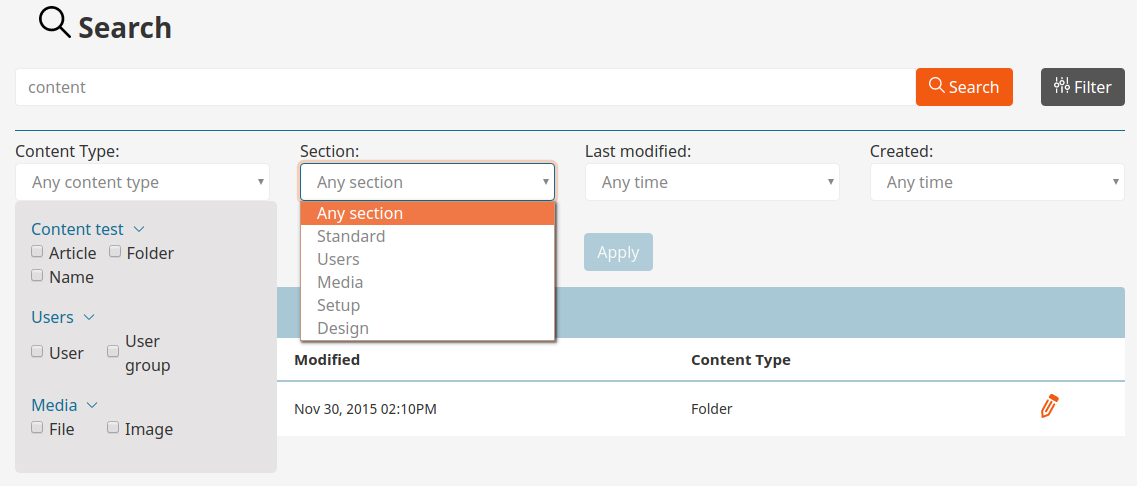 Search
content
Search
Filter
Content Type:
Section:
Last modified:
Created:
Any content type
Any section
Any time
Any time
Any section
Standard
Users
Media
Setup
Design
Content test
Article
Folder
Name
Users
User
User group
Media
File
Image
Apply
Modified
Content Type
Nov 30, 2015 02:10PM
Folder